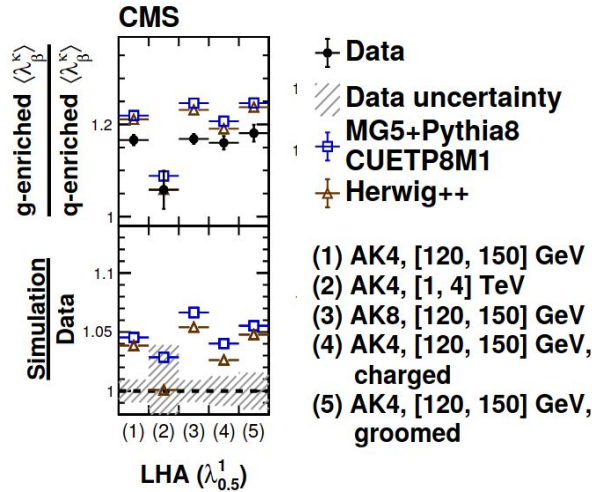 CMS
g-enriched ⟨λ^κ_β⟩
q-enriched ⟨λ^κ_β⟩
1.2
1
Simulation
Data
1.1
1.05
1
(1) (2) (3) (4) (5)
LHA (λ^1_0.5)
Data
Data uncertainty
MG5+Pythia8
CUETP8M1
Herwig++
(1) AK4, [120, 150] GeV
(2) AK4, [1, 4] TeV
(3) AK8, [120, 150] GeV
(4) AK4, [120, 150] GeV,
charged
(5) AK4, [120, 150] GeV,
groomed